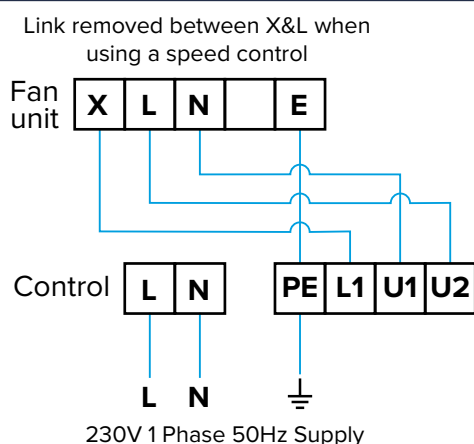 Link removed between X&L when
using a speed control
Fan
unit
X L N E
Control
L N
PE L1 U1 U2
L N
230V 1 Phase 50Hz Supply